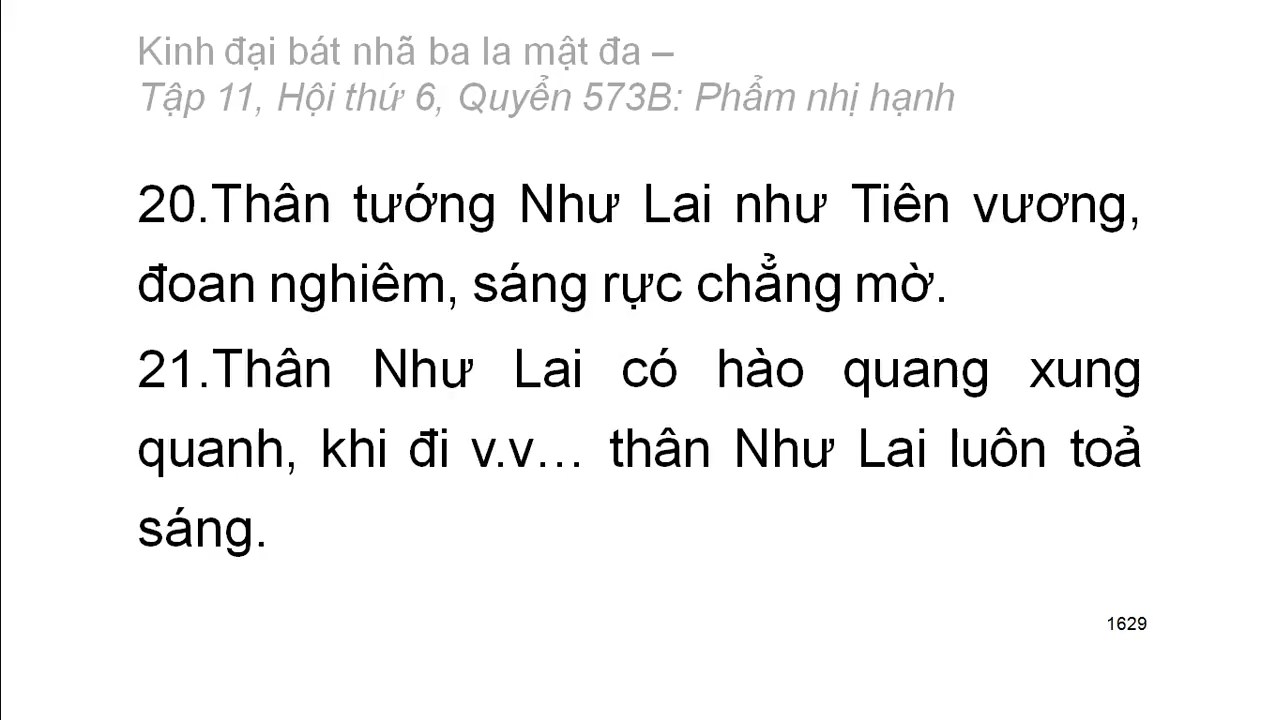 Kinh đại bát nhã ba la mật đa –
Tập 11, Hội thứ 6, Quyển 573B: Phẩm nhị hạnh
20.Thân tướng Như Lai như Tiên vương,
đoan nghiêm, sáng rực chẳng mờ.
21.Thân Như Lai có hào quang xung
quanh, khi đi v.v… thân Như Lai luôn toả
sáng.
1629